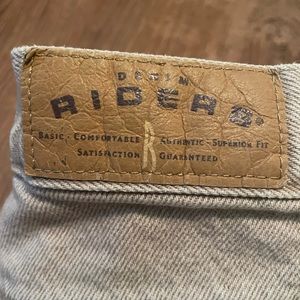 DENIM
RIDERS®
BASIC · COMFORTABLE R AUTHENTIC · SUPERIOR FIT
SATISFACTION GUARANTEED